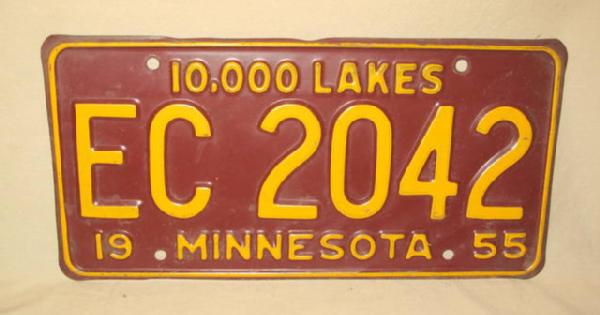 10,000 LAKES
EC 2042
19 MINNESOTA 55